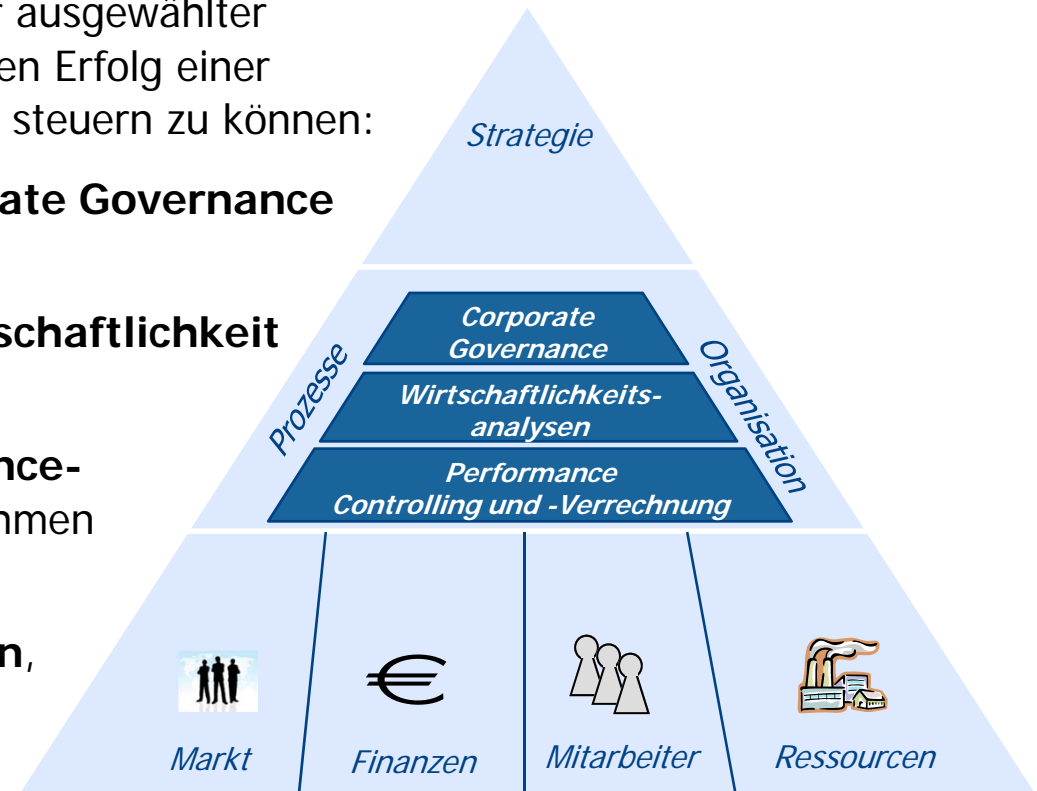 ausgewählter
en Erfolg einer
steuern zu können:
ate Governance
schaftlichkeit
nce-
hmen
n,
Strategie
Prozesse
Corporate
Governance
Wirtschaftlichkeits-
analysen
Performance
Controlling und -Verrechnung
Organisation
Markt
Finanzen
Mitarbeiter
Ressourcen